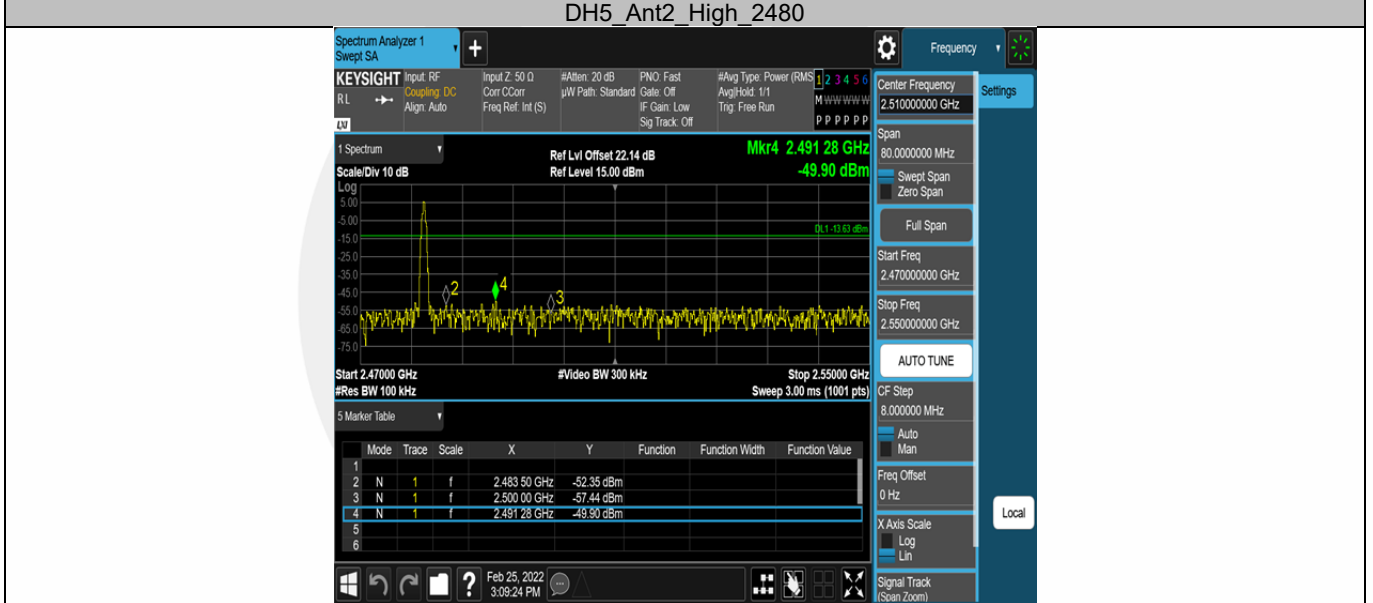 DH5_Ant2_High_2480
Spectrum Analyzer 1
Swept SA
+
Frequency
KEYSIGHT
RL
LXI
Input: RF
Coupling: DC
Align: Auto
Input Z: 50 Ω
Corr CCorr
Freq Ref: Int (S)
#Atten: 20 dB
µW Path: Standard
PNO: Fast
Gate: Off
IF Gain: Low
Sig Track: Off
#Avg Type: Power (RMS
Avg|Hold: 1/1
Trig: Free Run
1 2 3 4 5 6
M W W W W W
P P P P P P
Center Frequency
2.510000000 GHz
Settings
Span
80.0000000 MHz
Swept Span
Zero Span
Full Span
Start Freq
2.470000000 GHz
Stop Freq
2.550000000 GHz
AUTO TUNE
CF Step
8.000000 MHz
Auto
Man
Freq Offset
0 Hz
X Axis Scale
Log
Lin
Signal Track
(Span Zoom)
Local
1 Spectrum
Scale/Div 10 dB
Ref Lvl Offset 22.14 dB
Ref Level 15.00 dBm
Mkr4 2.491 28 GHz
-49.90 dBm
Log
5.00
-5.00
-15.0
-25.0
-35.0
-45.0
-55.0
-65.0
-75.0
DL1 -13.63 dBm
2
4
3
Start 2.47000 GHz
#Res BW 100 kHz
#Video BW 300 kHz
Stop 2.55000 GHz
Sweep 3.00 ms (1001 pts)
5 Marker Table
Mode Trace Scale X Y Function Function Width Function Value
1
2 N 1 f 2.483 50 GHz -52.35 dBm
3 N 1 f 2.500 00 GHz -57.44 dBm
4 N 1 f 2.491 28 GHz -49.90 dBm
5
6
?
Feb 25, 2022
3:09:24 PM